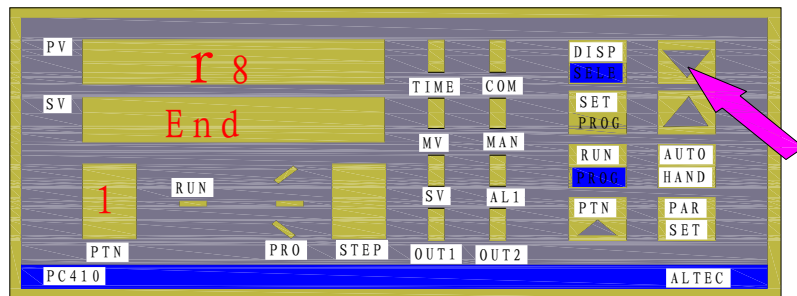 PV
r 8
SV
End
1
RUN
PTN
PRO
STEP
TIME
COM
MV
MAN
SV
AL1
OUT1
OUT2
DISP
SELE
SET
PROG
RUN
PROG
PTN
AUTO
HAND
PAR
SET
PC410
ALTEC